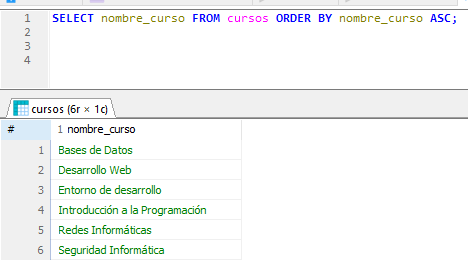 1 SELECT nombre_curso FROM cursos ORDER BY nombre_curso ASC;
2
3
4
cursos (6r × 1c)
# 1 nombre_curso
1 Bases de Datos
2 Desarrollo Web
3 Entorno de desarrollo
4 Introducción a la Programación
5 Redes Informáticas
6 Seguridad Informática